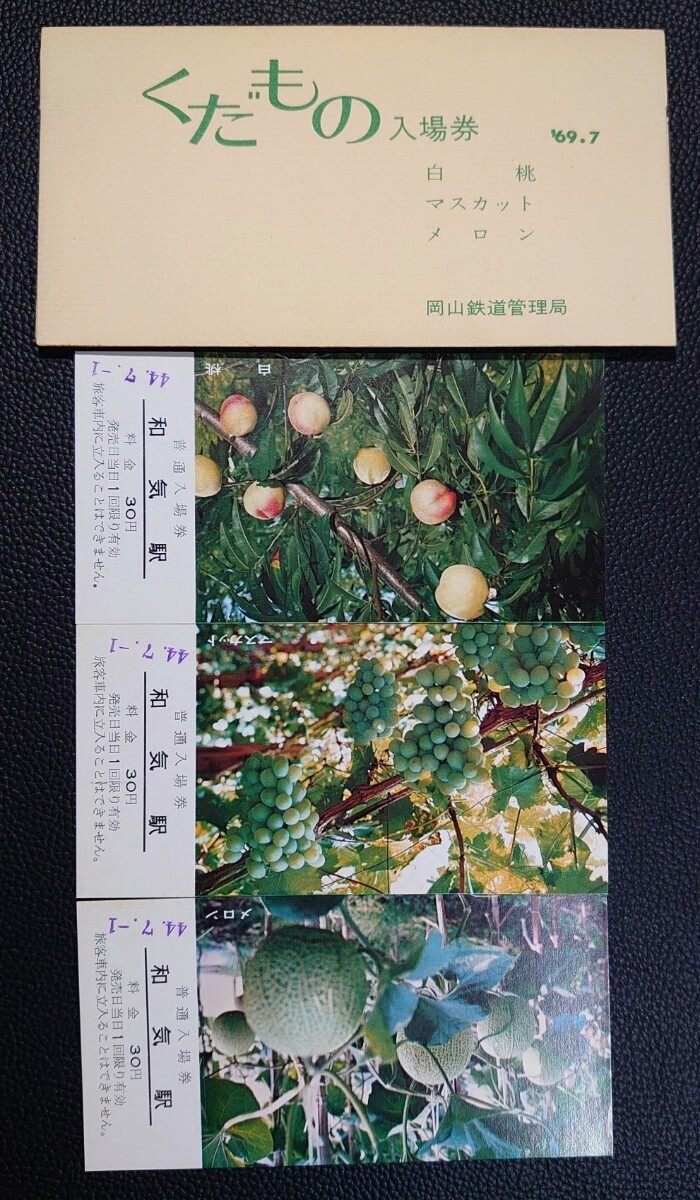 くだもの入場券 '69.7
白桃
マスカット
メロン
岡山鉄道管理局
白桃
44.7.-1
普通入場券
和気駅
料金 30円
発売日当日1回限り有効
旅客車内に立入ることはできません。
マスカット
44.7.-1
普通入場券
和気駅
料金 30円
発売日当日1回限り有効
旅客車内に立入ることはできません。
メロン
44.7.-1
普通入場券
和気駅
料金 30円
発売日当日1回限り有効
旅客車内に立入ることはできません。